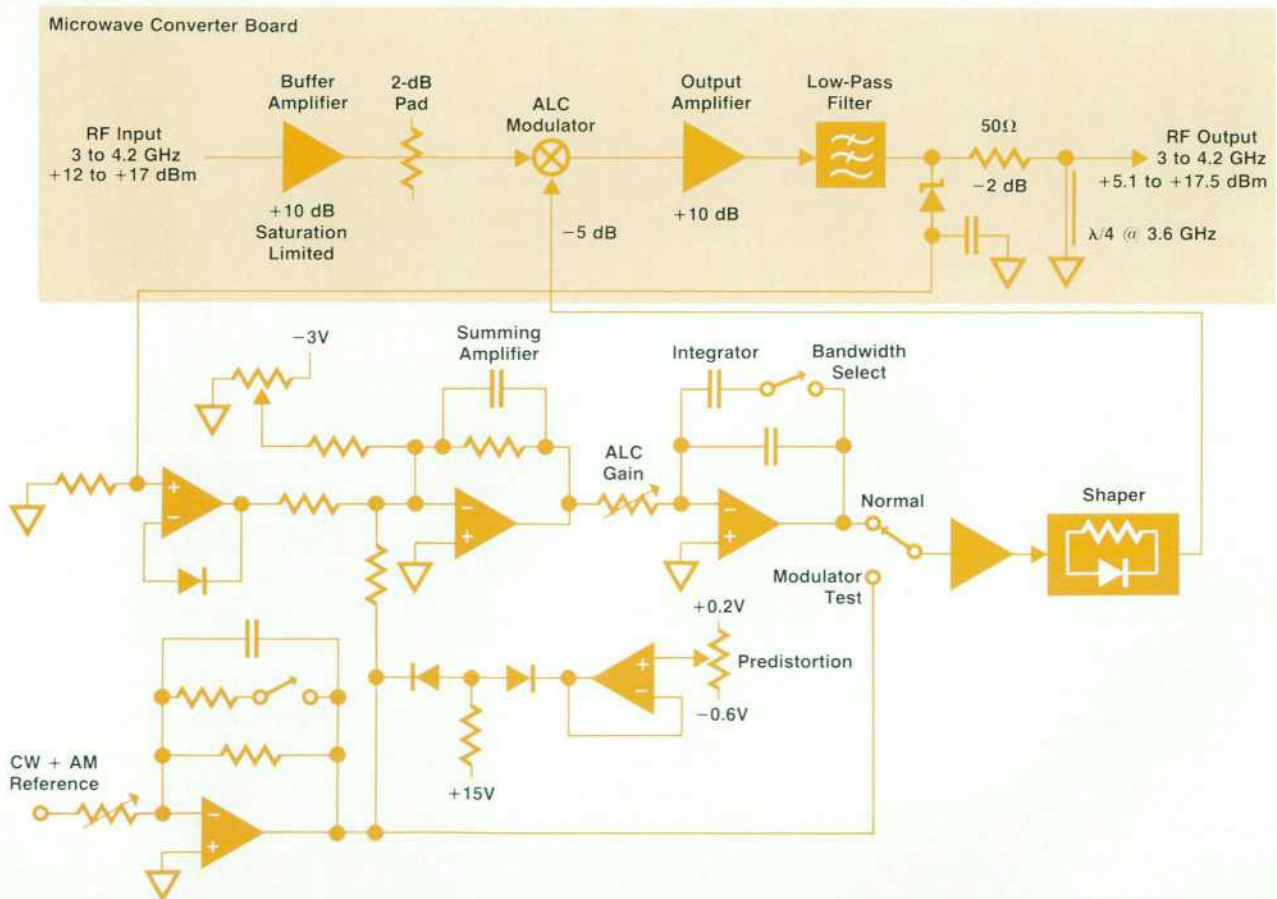 Microwave Converter Board
Buffer
Amplifier
2-dB
Pad
ALC
Modulator
Output
Amplifier
Low-Pass
Filter
50Ω
RF Input
3 to 4.2 GHz
+12 to +17 dBm
RF Output
3 to 4.2 GHz
+5.1 to +17.5 dBm
+10 dB
Saturation
Limited
−5 dB
+10 dB
−2 dB
λ/4 @ 3.6 GHz
−3V
Summing
Amplifier
Integrator
Bandwidth
Select
ALC
Gain
Normal
Shaper
+
−
−
+
−
+
Modulator
Test
+0.2V
+
−
Predistortion
−0.6V
+15V
CW + AM
Reference
−
+